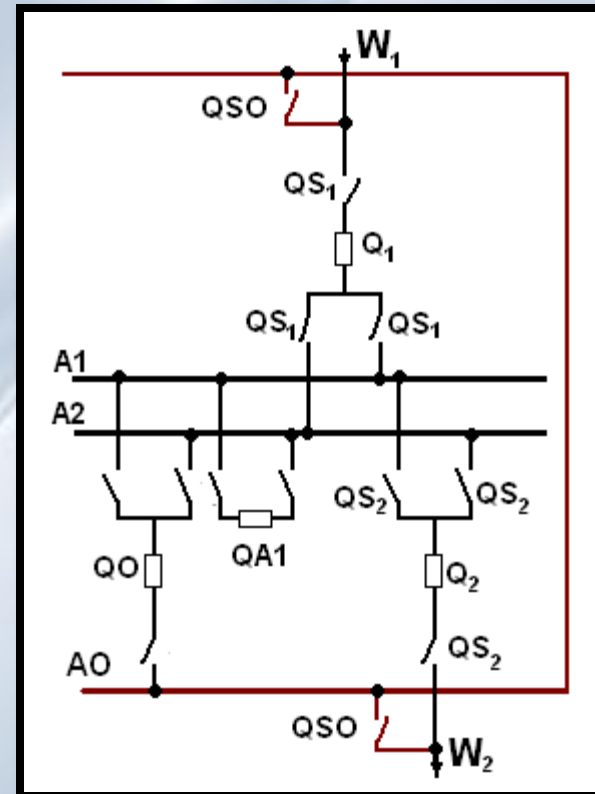 W₁
QSO
QS₁
Q₁
QS₁ QS₁
A1
A2
QS₂ QS₂
QO QA1 Q₂
QS₂
AO
QSO
W₂